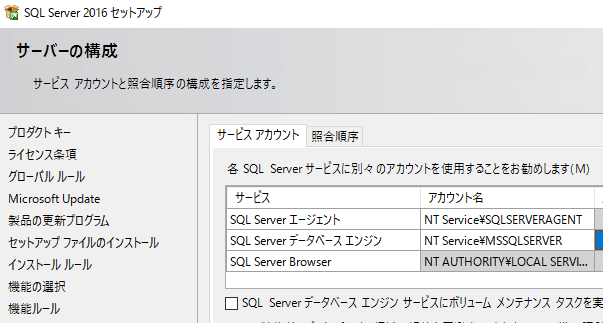 SQL Server 2016 セットアップ
サーバーの構成
サービス アカウントと照合順序の構成を指定します。
プロダクト キー
ライセンス条項
グローバル ルール
Microsoft Update
製品の更新プログラム
セットアップ ファイルのインストール
インストール ルール
機能の選択
機能ルール
サービス アカウント 照合順序
各 SQL Server サービスに別々のアカウントを使用することをお勧めします(M)
サービス アカウント名
SQL Server エージェント NT Service¥SQLSERVERAGENT
SQL Server データベース エンジン NT Service¥MSSQLSERVER
SQL Server Browser NT AUTHORITY¥LOCAL SERVI...
SQL Server データベース エンジン サービスにボリューム メンテナンス タスクを実